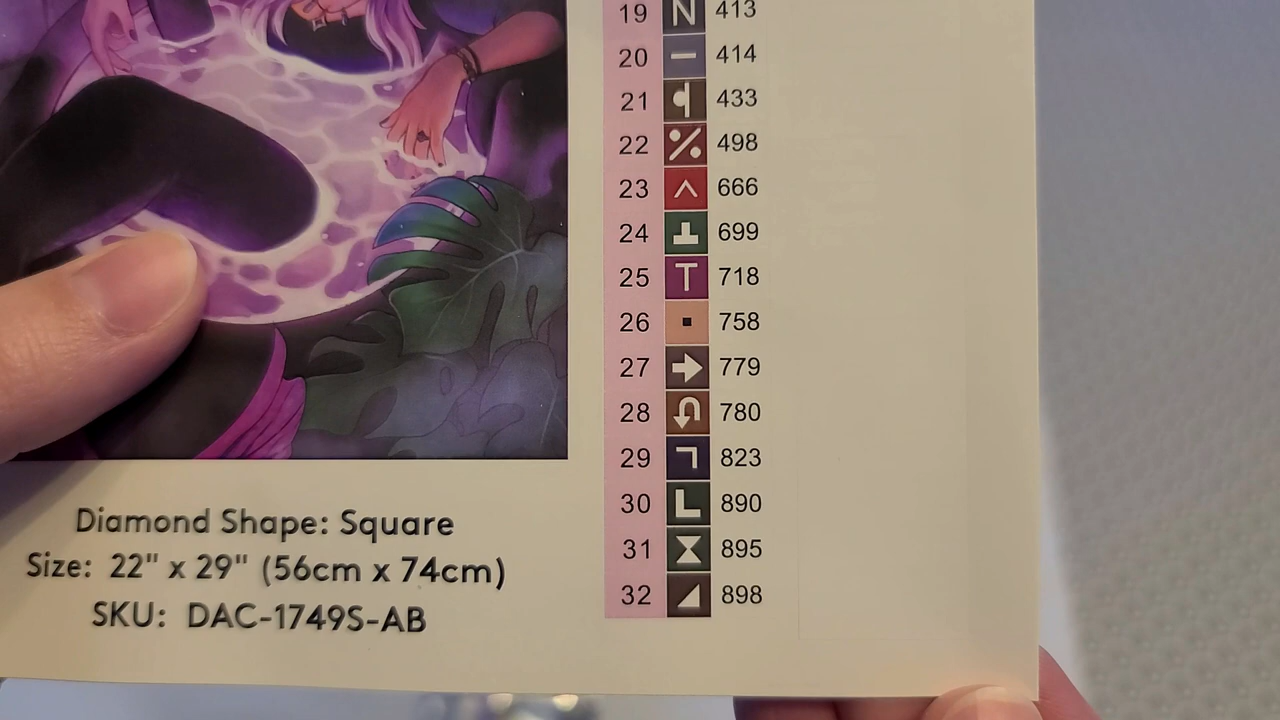 19 N 413
20 414
21 433
22 498
23 666
24 699
25 T 718
26 758
27 779
28 780
29 823
30 L 890
31 895
32 898
Diamond Shape: Square
Size: 22" x 29" (56cm x 74cm)
SKU: DAC-1749S-AB